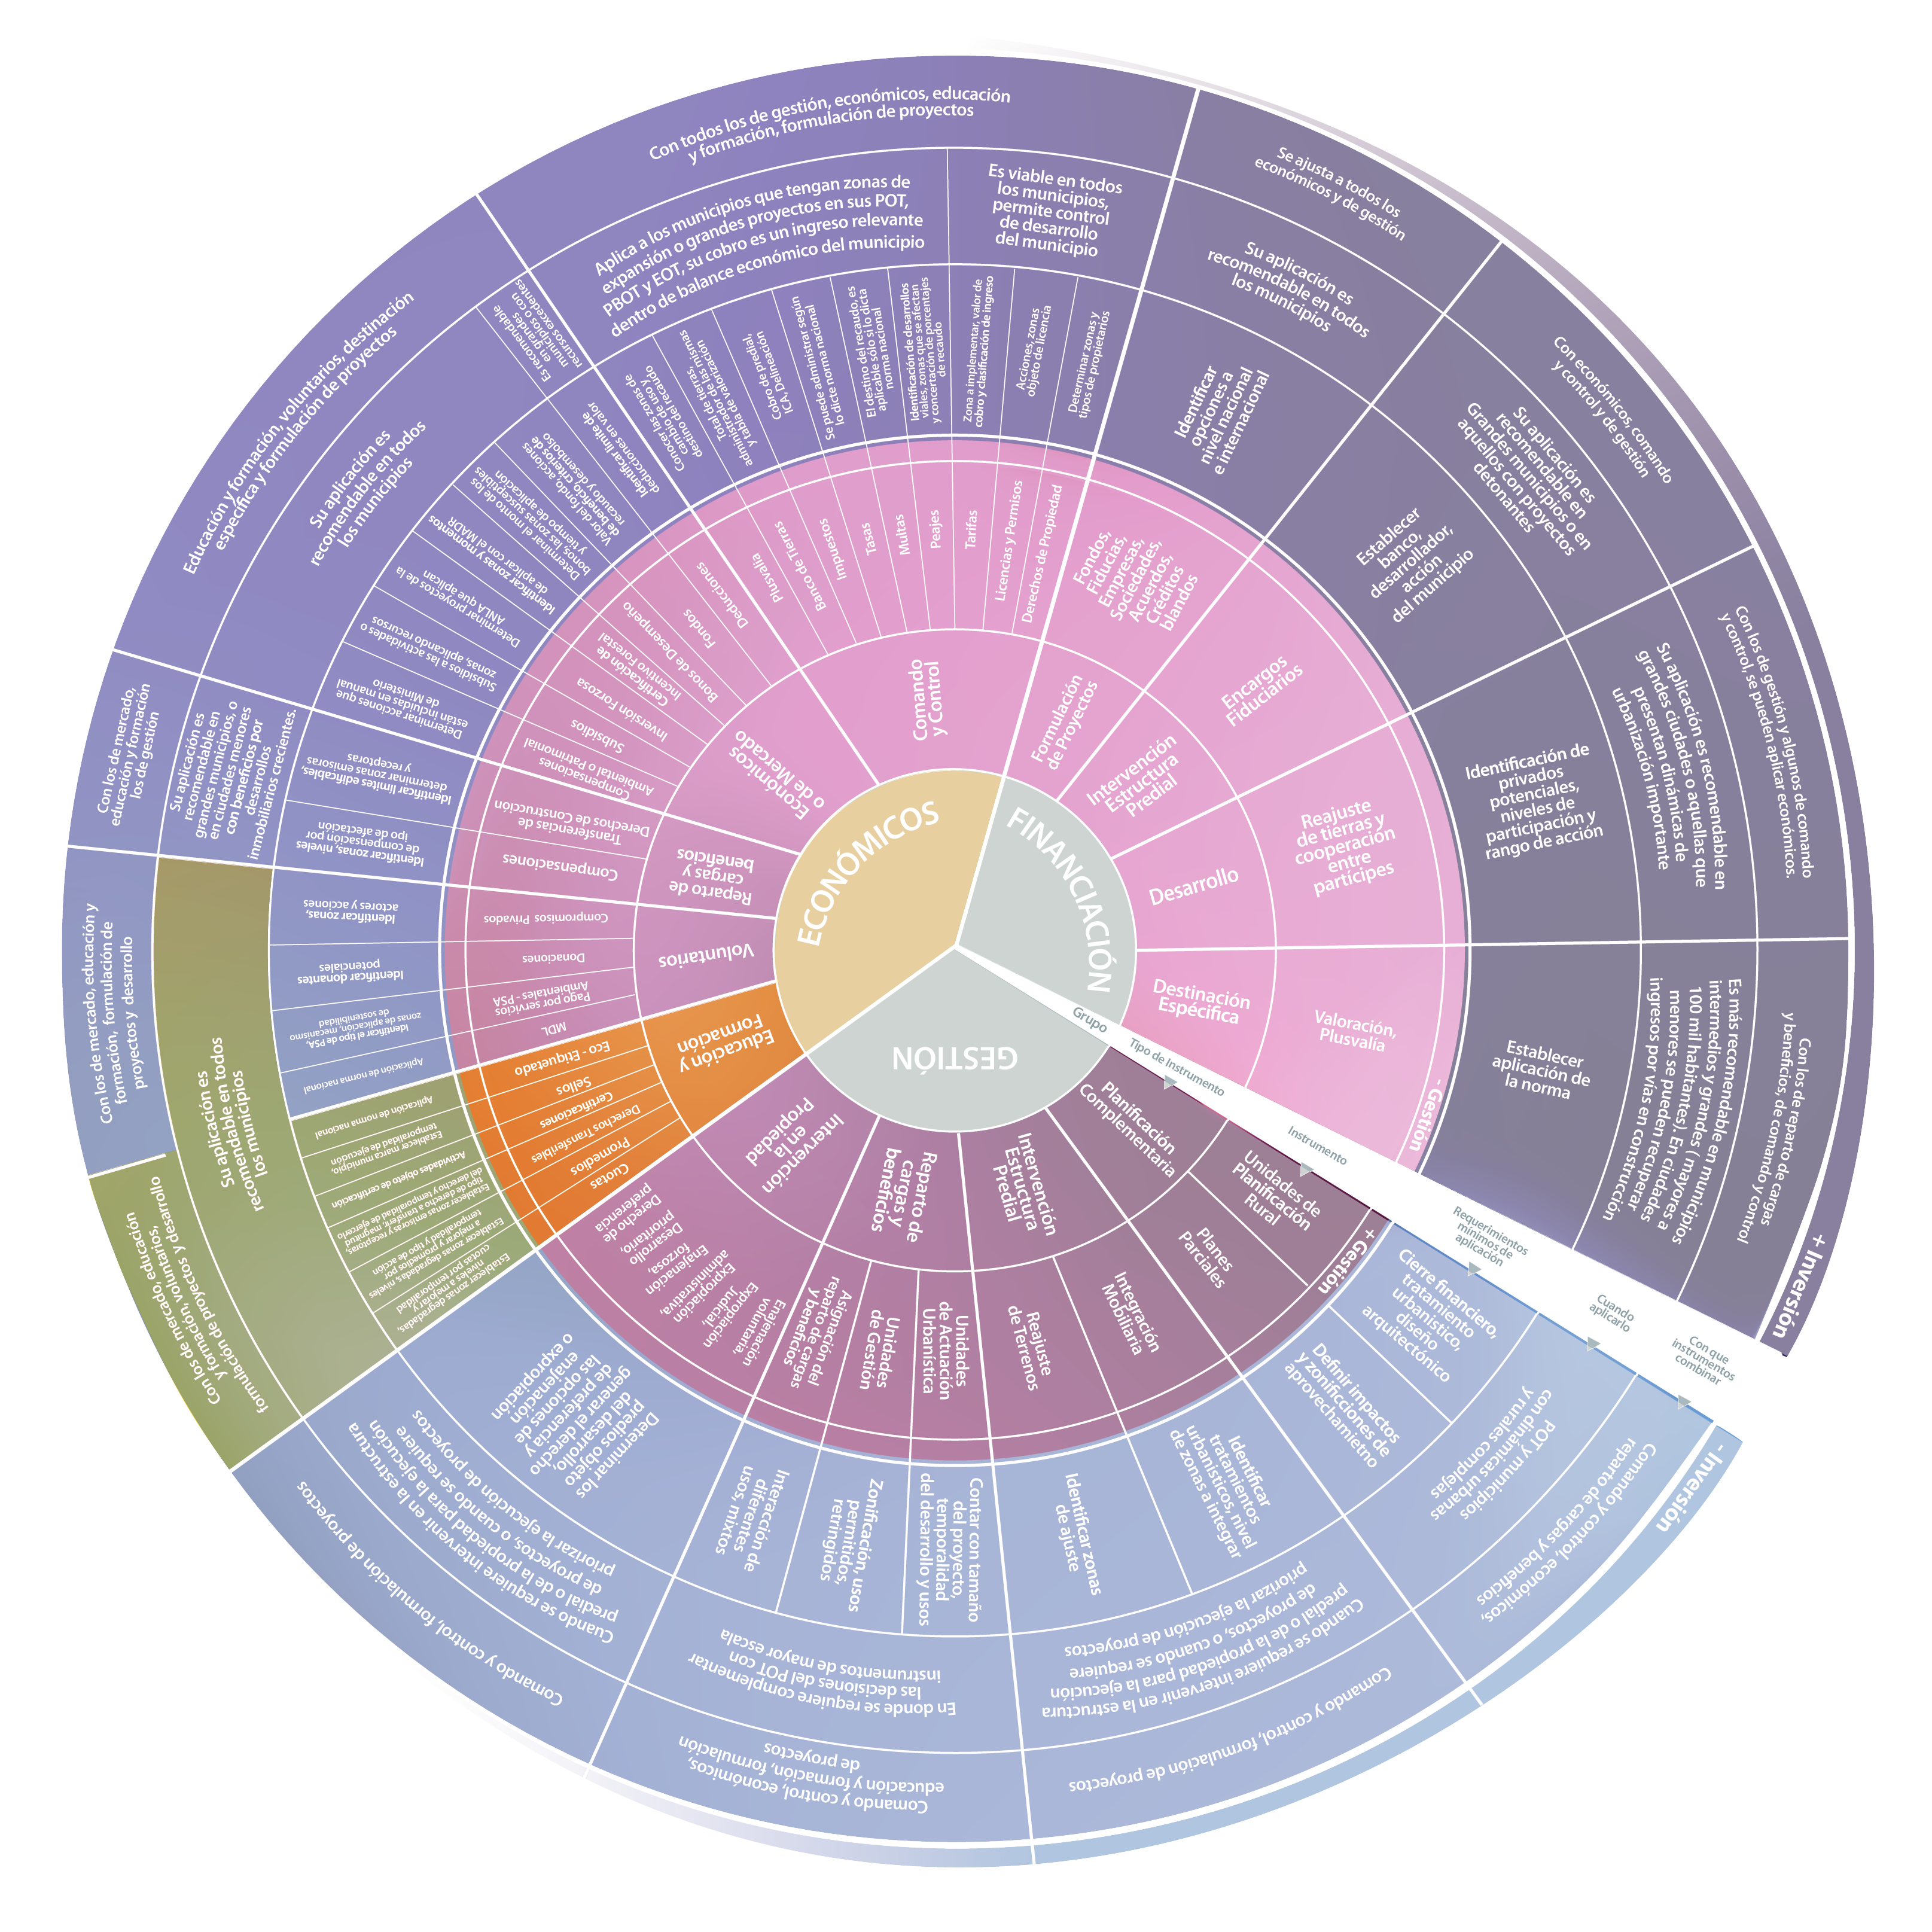 ECONÓMICOS
FINANCIACIÓN
GESTIÓN
Grupo
Tipo de Instrumento
Instrumento
Requerimientos
mínimos de
aplicación
Cuando
aplicarlo
Con que
instrumentos
combinar
+ Inversión
- Inversión
- Gestión
+ Gestión
Formulación
de Proyectos
Fondos,
Fiducias,
Empresas,
Sociedades,
Acuerdos,
Creditos
blandos
Identificar
opciones a
nivel nacional
e internacional
Su aplicación es
recomendable en todos
los municipios
Se ajusta a todos los
económicos y de gestión
Intervención
Estructura
Predial
Encargos
Fiduciarios
Establecer
banco,
desarrollador,
acción
del municipio
Su aplicación es
recomendable en
Grandes municipios o en
aquellos con proyectos
detonantes
Con económicos, comando
y control y de gestión
Desarrollo
Reajuste
de tierras y
cooperación
entre
partícipes
Identificación de
privados
potenciales,
niveles de
participación y
rango de acción
Su aplicación es recomendable en
grandes ciudades o aquellas que
presentan dinámicas de
urbanización importante
Con los de gestión y algunos de comando
y control, se pueden aplicar económicos.
Destinación
Espécífica
Valoración,
Plusvalía
Establecer
aplicación de
la norma
Es más recomendable en municipios
intermedios y grandes ( mayores a
100 mil habitantes). En ciudades
menores se pueden recuperar
ingresos por vías en construcción
Con los de reparto de cargas
y beneficios, de comando y control
Planificación
Complementaria
Unidades de
Planificación
Rural
Planes
Parciales
Cierre financiero,
tratamiento
urbanístico,
diseño
arquitectónico
Definir impactos
y zonificciones de
aprovechamietno
POT y municipios
con dinámicas urbanas
y rurales complejas
Comando y control, económicos,
reparto de cargas y beneficios
Intervención
Estructura
Predial
Integración
Mobiliaria
Reajuste
de Terrenos
Identificar
tratamientos
urbanísticos, nivel
de zonas a integrar
Identificar zonas
de ajuste
Cuando se requiere intervenir en la estructura
predial o de la propiedad para la ejecución
de proyectos, o cuando se requiere
priorizar la ejecución de proyectos
Comando y control, formulación de proyectos
Reparto de
cargas y
beneficios
Unidades
de Actuación
Urbanística
Unidades
de Gestión
Asignación del
reparto de cargas
y beneficios
Contar con tamaño
del proyecto,
temporalidad
del desarrollo y usos
Zonificación, usos
permitidos,
retringidos
Interacción de
diferentes
usos, mixtos
En donde se requiere complementar
las decisiones del POT con
instrumentos de mayor escala
Comando y control, económicos,
educación y formación, formulación
de proyectos
Intervención
en la
Propiedad
Enajenación
voluntaria,
Expropiación
Judicial,
Expropiación
administrativa,
Enalenación
forzosa,
Desarrollo
prioritario,
Derecho de
preferencia
Determinar los
predios objeto
del desarrollo,
generar el derecho
de preferencia y
las opciones de
enajenación
o expropiación
Cuando se requiere intervenir en la estructura
predial o de la propiedad para la ejecución
de proyectos, o cuando se requiere
priorizar la ejecución de proyectos
Comando y control, formulación de proyectos
Educación y
Formación
Cuotas
Promedios
Derechos Transferibles
Certificaciones
Sellos
Eco - Etiquetado
Establecer zonas degradas,
niveles a mejorar y
cuotas por temporalidad
Establecer zonas degradadas, niveles
a mejorar y promedios por
temporalidad y tipo de acción
Establecer zonas emisoras y receptosas,
tipo de derecho a transferir, magnitud
del derecho y temporalidad de ejercerlo
Actividades objeto de certificación
Establecer marca municipio,
temporalidad de ejecución
Aplicación de norma nacional
Su aplicación es
recomendable en todos
los municipios
Con los de mercado, educación
y formación, voluntarios,
formulación de proyectos y desarrollo
Voluntarios
MDL
Pago por servicios
Ambientales - PSA
Donaciones
Compromisos Privados
Aplicación de norma nacional
Identificar el tipo de PSA,
zonas de aplicación, mecanismo
de sostenibilidad
Identificar donantes
potenciales
Identificar zonas,
actores y acciones
Con los de mercado, educación y
formación, formulación de
proyectos y desarrollo
Reparto de
cargas y
beneficios
Compensaciones
Transferencias de
Derechos de Construcción
Identificar zonas, niveles
de compensación por
ipo de afectación
Identificar límites edificables,
determinar zonas emisoras
y receptoras
Su aplicación es
recomendable en
grandes municipios, o
en ciudades menores
con beneficios por
desarrollos
inmobiliarios crecientes.
Con los de mercado,
educación y formación
los de gestión
Económicos
o de Mercado
Compensaciones
Ambiental o Patrimonial
Subsidios
Inversión Forzosa
Certificación de
Incentivo Forestal
Bonos de Desempeño
Fondos
Deducciones
Determinar acciones que
están incluidas en manual
de Ministerio
Subsidios a las actividades o
zonas, aplicando recursos
Determinar proyectos
ANLA que aplican
Identificar zonas y momentos
de aplicar con el MADR
Determinar el monto de los
bonos, las zonas susceptibles
y tiempo de aplicación
Valor del fondo, acciones
de beneficio, criterios de
recaudo y desembolso
Identificar límite de
deducciones en valor
Su aplicación es
recomendable en todos
los municipios
Es recomendable
en grandes
municipios o con
recursos excedentes
Educación y formación, voluntarios, destinación
específica y formulación de proyectos
Comando
y Control
Plusvalía
Banco de Tierras
Impuestos
Tasas
Multas
Peajes
Tarifas
Licencias y Permisos
Derechos de Propiedad
Conocer las zonas de
cambio de uso y
destino del recaudo
Total de tierras,
administrador de las mismas
y tabla de valorización
Cobro de predial,
ICA, Delineación
Se puede administrar según
lo dicte norma nacional
El destino del recaudo, es
aplicable sólo si lo dicta
norma nacional
Identificación de desarrollos
viales, zonas que se afectan
y concertación de porcentajes
de recaudo
Zona a implementar, valor de
cobro y clasificación de ingreso
Acciones, zonas
objeto de licencia
Determinar zonas y
tipos de propietarios
Aplica a los municipios que tengan zonas de
expansión o grandes proyectos en sus POT,
PBOT y EOT, su cobro es un ingreso relevante
dentro de balance económico del municipio
Es viable en todos
los municipios,
permite control
de desarrollo
del municipio
Con todos los de gestión, económicos, educación
y formación, formulación de proyectos